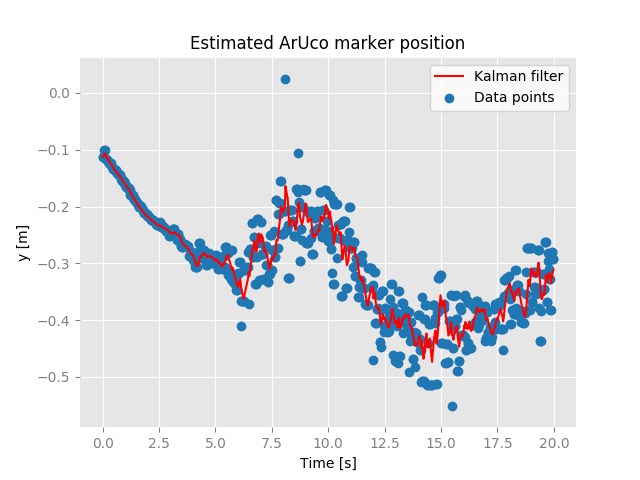 Estimated ArUco marker position
Kalman filter
Data points
0.0
−0.1
−0.2
−0.3
−0.4
−0.5
y [m]
0.0 2.5 5.0 7.5 10.0 12.5 15.0 17.5 20.0
Time [s]